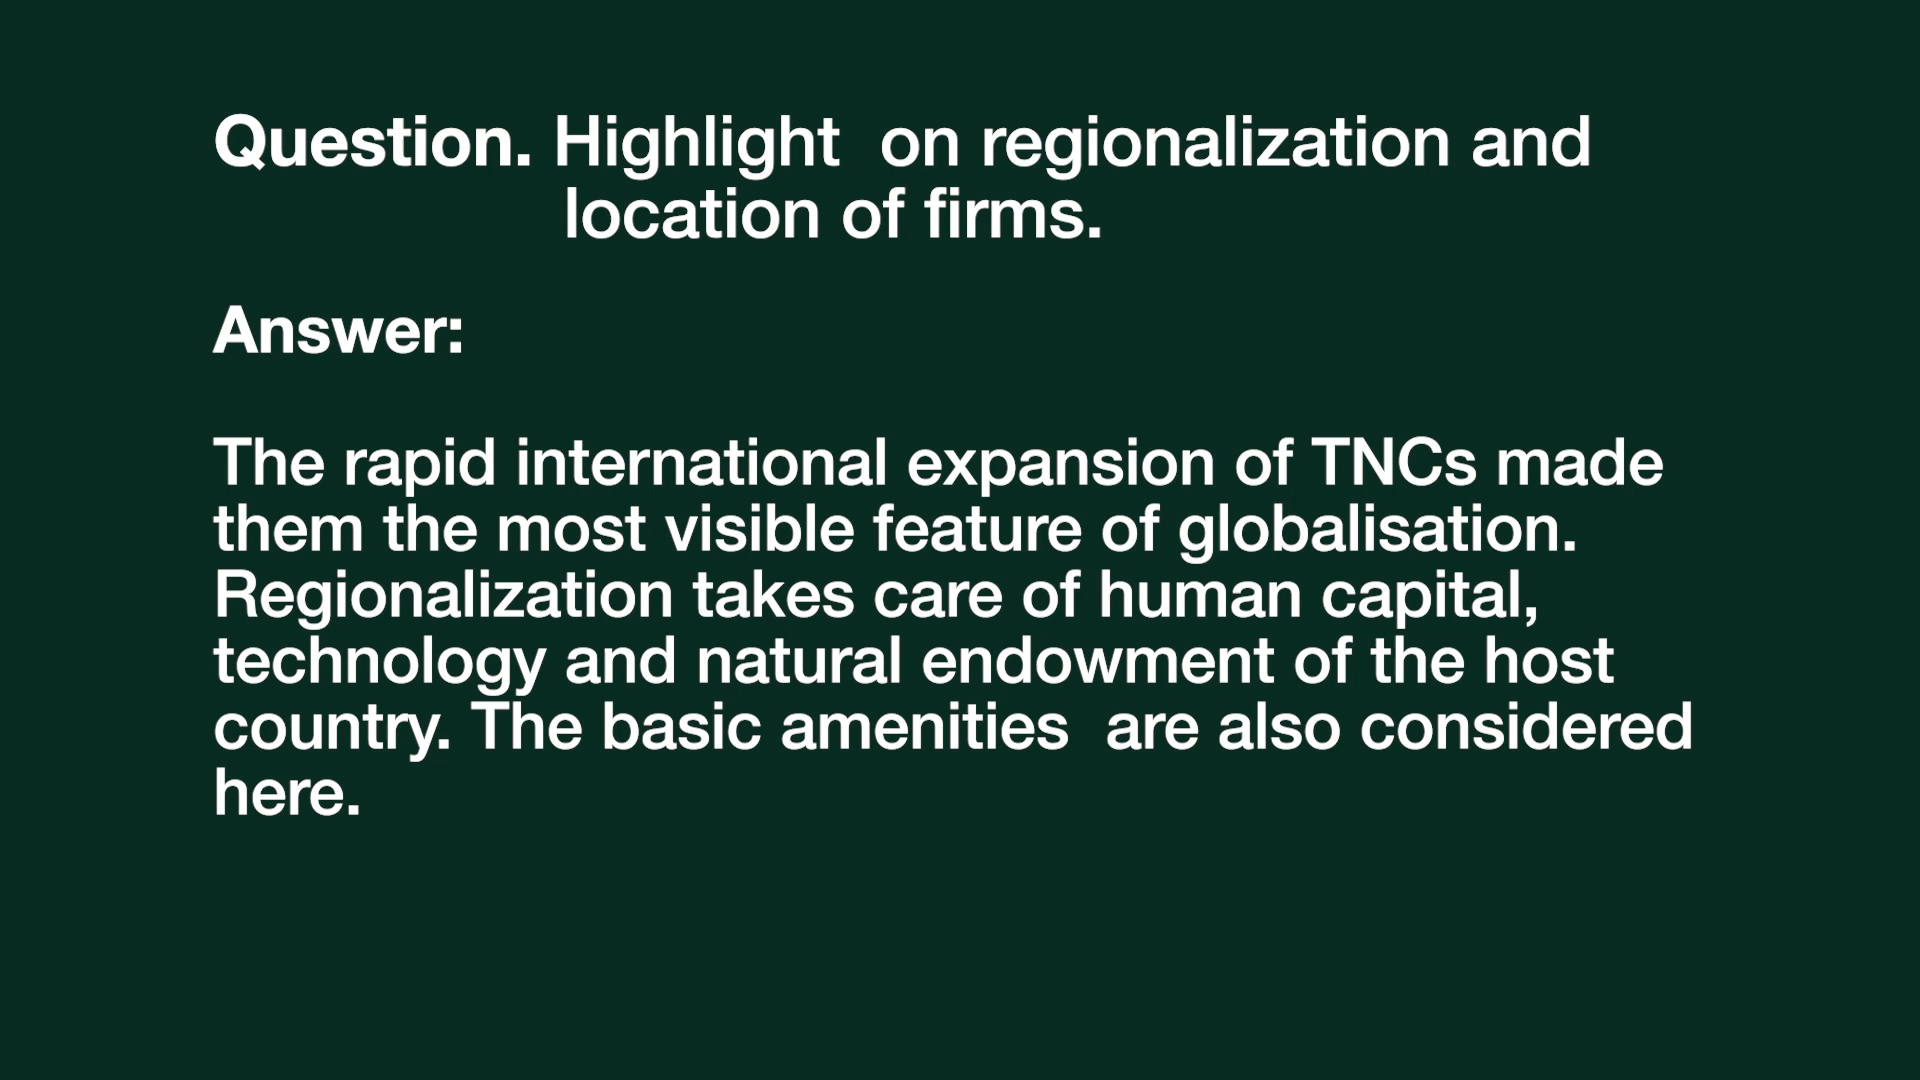 Question. Highlight  on regionalization and
location of firms.
Answer:
The rapid international expansion of TNCs made
them the most visible feature of globalisation.
Regionalization takes care of human capital,
technology and natural endowment of the host
country. The basic amenities  are also considered
here.